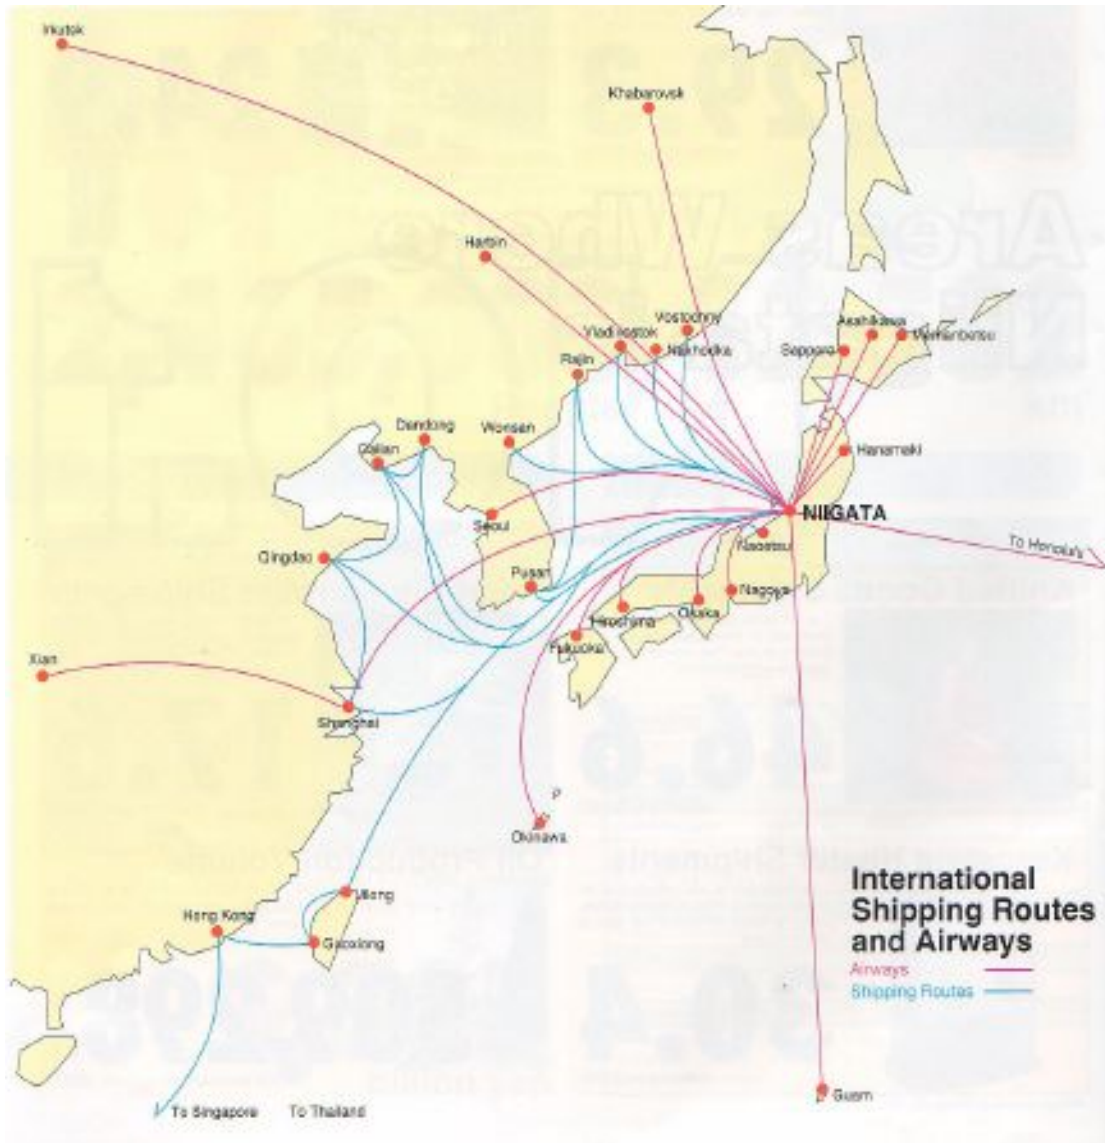 Irkutsk
Khabarovsk
Harbin
Vostochny
Vladivostok
Nakhodka
Rajin
Asahikawa
Sapporo
Memanbetsu
Dandong
Wonsan
Dalian
Hanamaki
NIIGATA
Seoul
Naoetsu
To Honolulu
Qingdao
Pusan
Nagoya
Hiroshima
Osaka
Fukuoka
Xian
Shanghai
Okinawa
Hong Kong
Gaoxiong
International
Shipping Routes
and Airways
Airways
Shipping Routes
Guam
To Singapore To Thailand